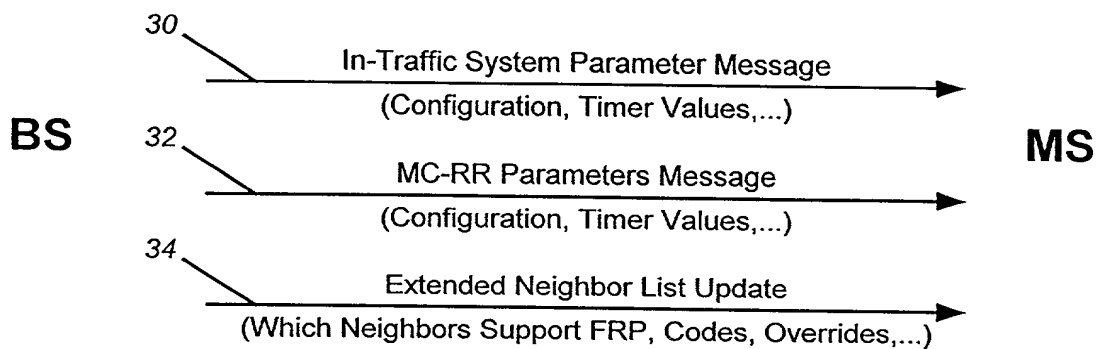 30
In-Traffic System Parameter Message
(Configuration, Timer Values,...)
BS
MS
32
MC-RR Parameters Message
(Configuration, Timer Values,...)
34
Extended Neighbor List Update
(Which Neighbors Support FRP, Codes, Overrides,...)